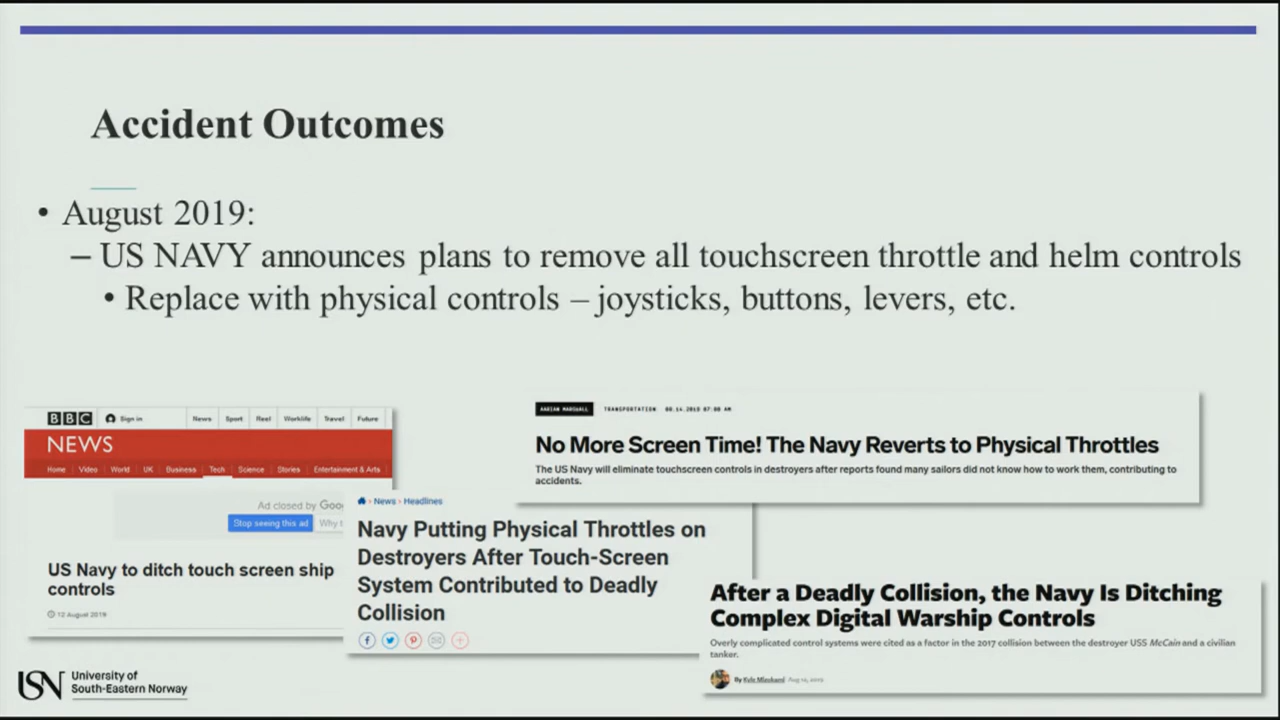 Accident Outcomes
• August 2019:
– US NAVY announces plans to remove all touchscreen throttle and helm controls
• Replace with physical controls – joysticks, buttons, levers, etc.
BBC Sign in News Sport Reel Worklife Travel Future
NEWS
Home Video World UK Business Tech Science Stories Entertainment & Arts
Ad closed by Goo
Stop seeing this ad Why t
US Navy to ditch touch screen ship
controls
12 August 2019
News › Headlines
Navy Putting Physical Throttles on
Destroyers After Touch-Screen
System Contributed to Deadly
Collision
AARIAN MARSHALL TRANSPORTATION 08.14.2019 07:00 AM
No More Screen Time! The Navy Reverts to Physical Throttles
The US Navy will eliminate touchscreen controls in destroyers after reports found many sailors did not know how to work them, contributing to
accidents.
After a Deadly Collision, the Navy Is Ditching
Complex Digital Warship Controls
Overly complicated control systems were cited as a factor in the 2017 collision between the destroyer USS McCain and a civilian
tanker.
By Kyle Mizokami
USN University of
South-Eastern Norway